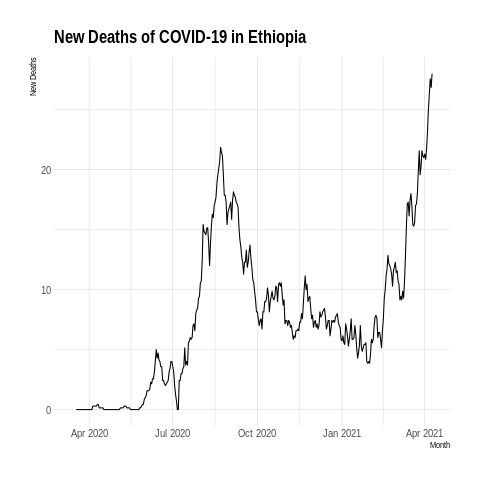 New Deaths of COVID-19 in Ethiopia
New Deaths
20
10
0
Apr 2020 Jul 2020 Oct 2020 Jan 2021 Apr 2021
Month